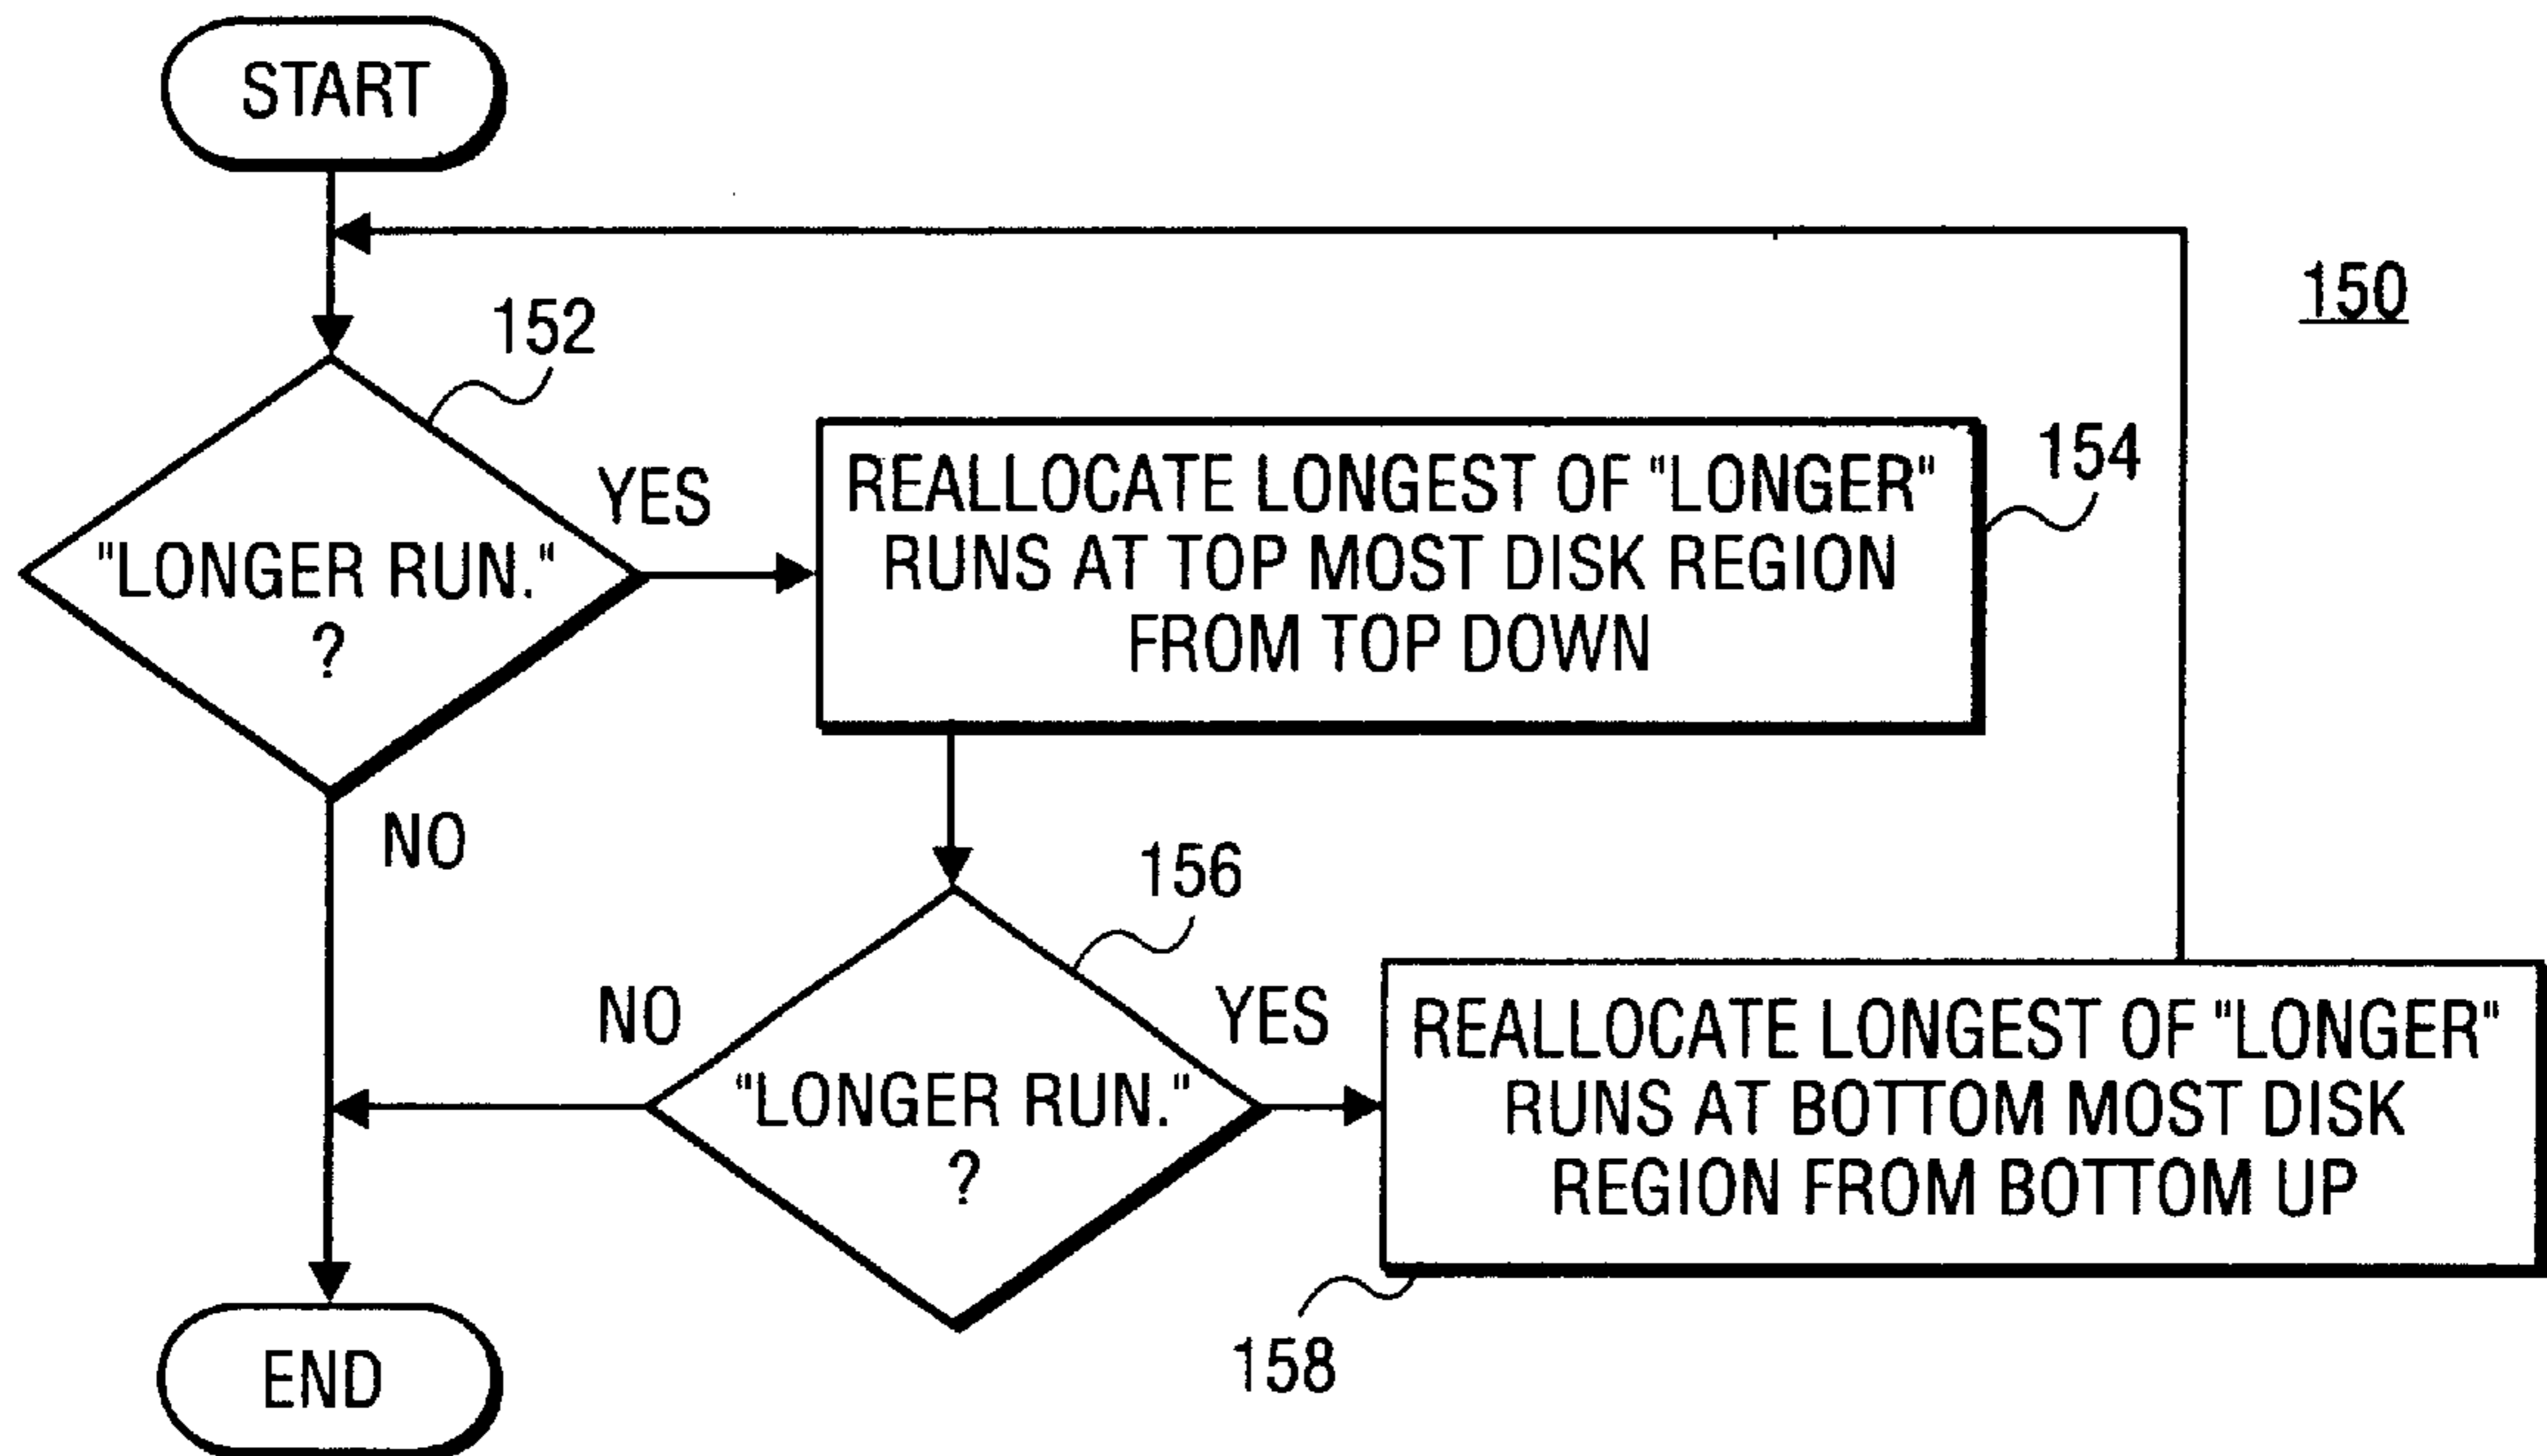 START
150
152
"LONGER RUN."
?
YES
REALLOCATE LONGEST OF "LONGER"
RUNS AT TOP MOST DISK REGION
FROM TOP DOWN
154
NO
156
"LONGER RUN."
?
NO
YES
REALLOCATE LONGEST OF "LONGER"
RUNS AT BOTTOM MOST DISK
REGION FROM BOTTOM UP
158
END